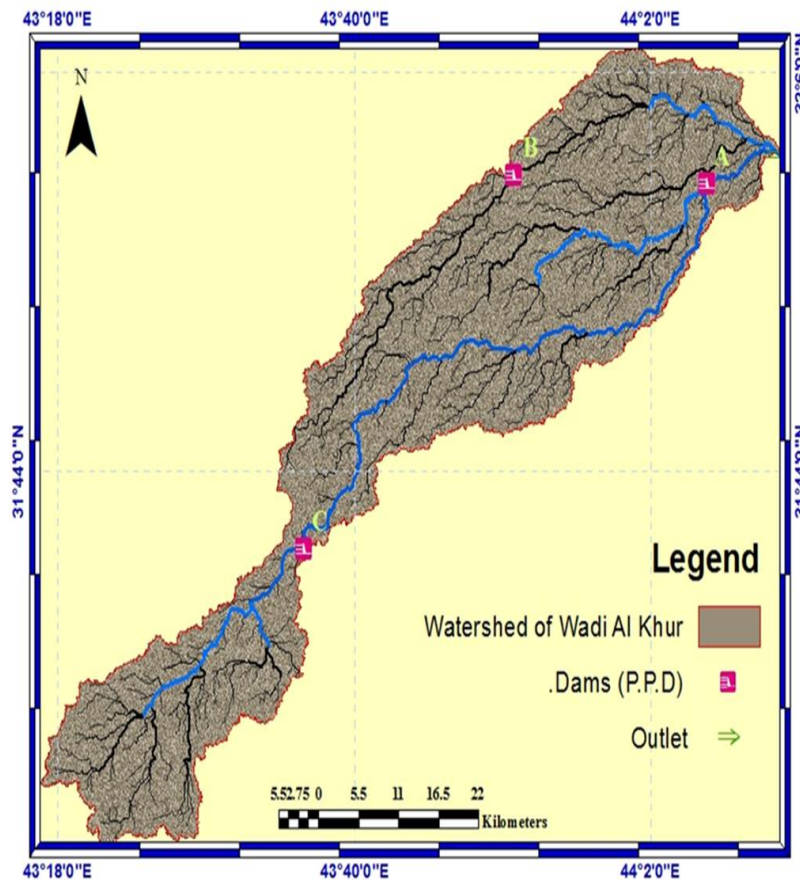 43°18'0"E 43°40'0"E 44°2'0"E
N
B
A
31°44'0"N
31°44'0"N
C
Legend
Watershed of Wadi Al Khur
.Dams (P.P.D)
Outlet
5.52.75 0 5.5 11 16.5 22
Kilometers
43°18'0"E 43°40'0"E 44°2'0"E